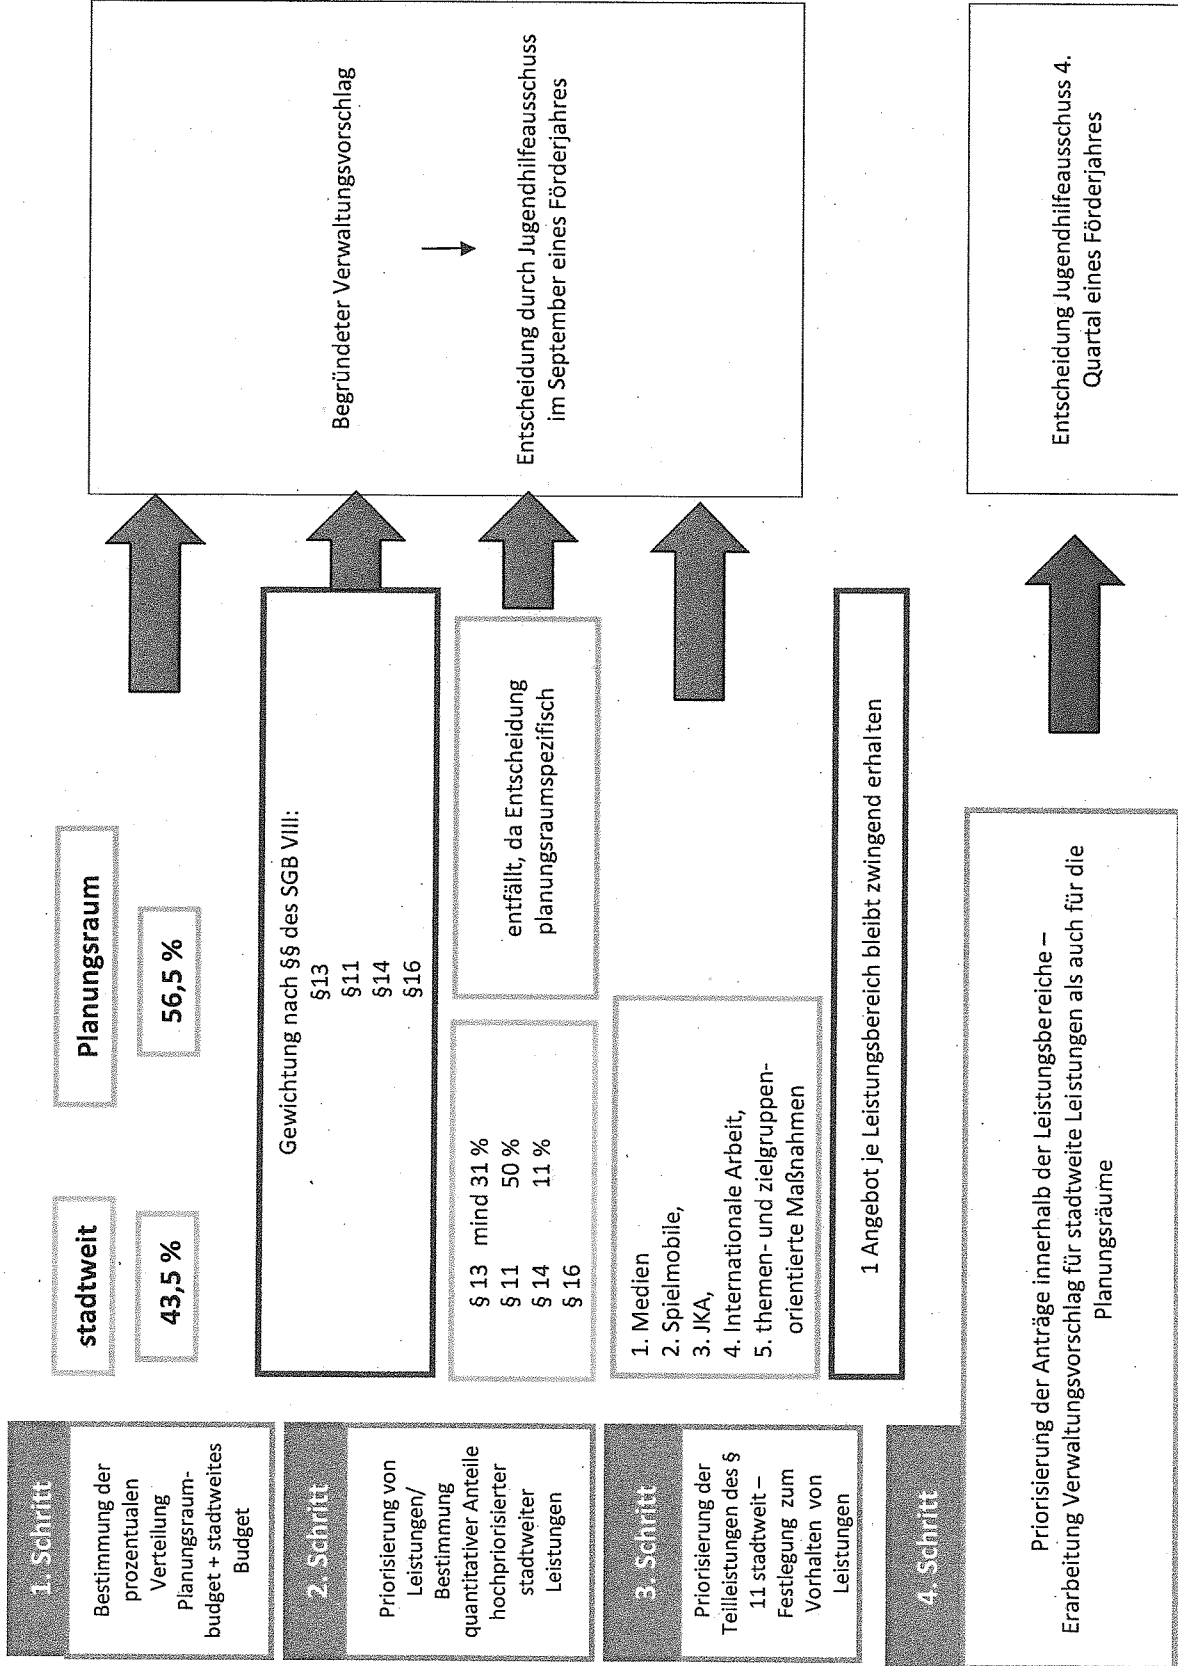 1. Schritt
Bestimmung der
prozentualen
Verteilung
Planungsraum-
budget + stadtweites
Budget
stadtweit
43,5 %
Planungsraum
56,5 %
2. Schritt
Priorisierung von
Leistungen/
Bestimmung
quantitativer Anteile
hochpriorisierter
stadtweiter
Leistungen
Gewichtung nach §§ des SGB VIII:
§13
§11
§14
§16
§ 13 mind 31 %
§ 11 50 %
§ 14 11 %
§ 16
entfällt, da Entscheidung
planungsraumspezifisch
3. Schritt
Priorisierung der
Teilleistungen des §
11 stadtweit –
Festlegung zum
Vorhalten von
Leistungen
1. Medien
2. Spielmobile,
3. JKA,
4. Internationale Arbeit,
5. themen- und zielgruppen-
orientierte Maßnahmen
1 Angebot je Leistungsbereich bleibt zwingend erhalten
Begründeter Verwaltungsvorschlag
Entscheidung durch Jugendhilfeausschuss
im September eines Förderjahres
4. Schritt
Priorisierung der Anträge innerhalb der Leistungsbereiche –
Erarbeitung Verwaltungsvorschlag für stadtweite Leistungen als auch für die
Planungsräume
Entscheidung Jugendhilfeausschuss 4.
Quartal eines Förderjahres